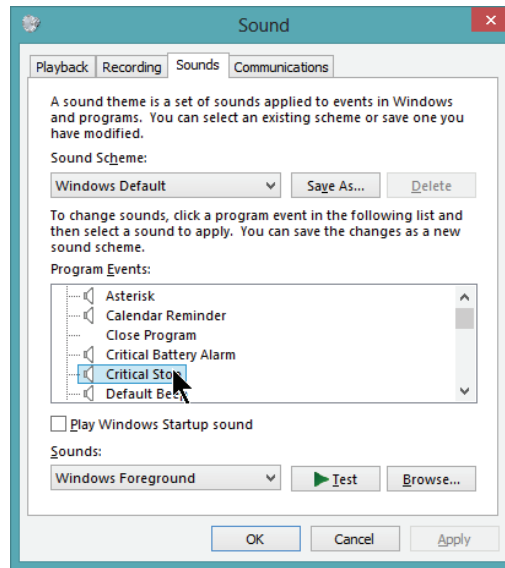 Sound
Playback Recording Sounds Communications
A sound theme is a set of sounds applied to events in Windows
and programs. You can select an existing scheme or save one you
have modified.
Sound Scheme:
Windows Default Save As... Delete
To change sounds, click a program event in the following list and
then select a sound to apply. You can save the changes as a new
sound scheme.
Program Events:
Asterisk
Calendar Reminder
Close Program
Critical Battery Alarm
Critical Stop
Default Beep
Play Windows Startup sound
Sounds:
Windows Foreground Test Browse...
OK Cancel Apply